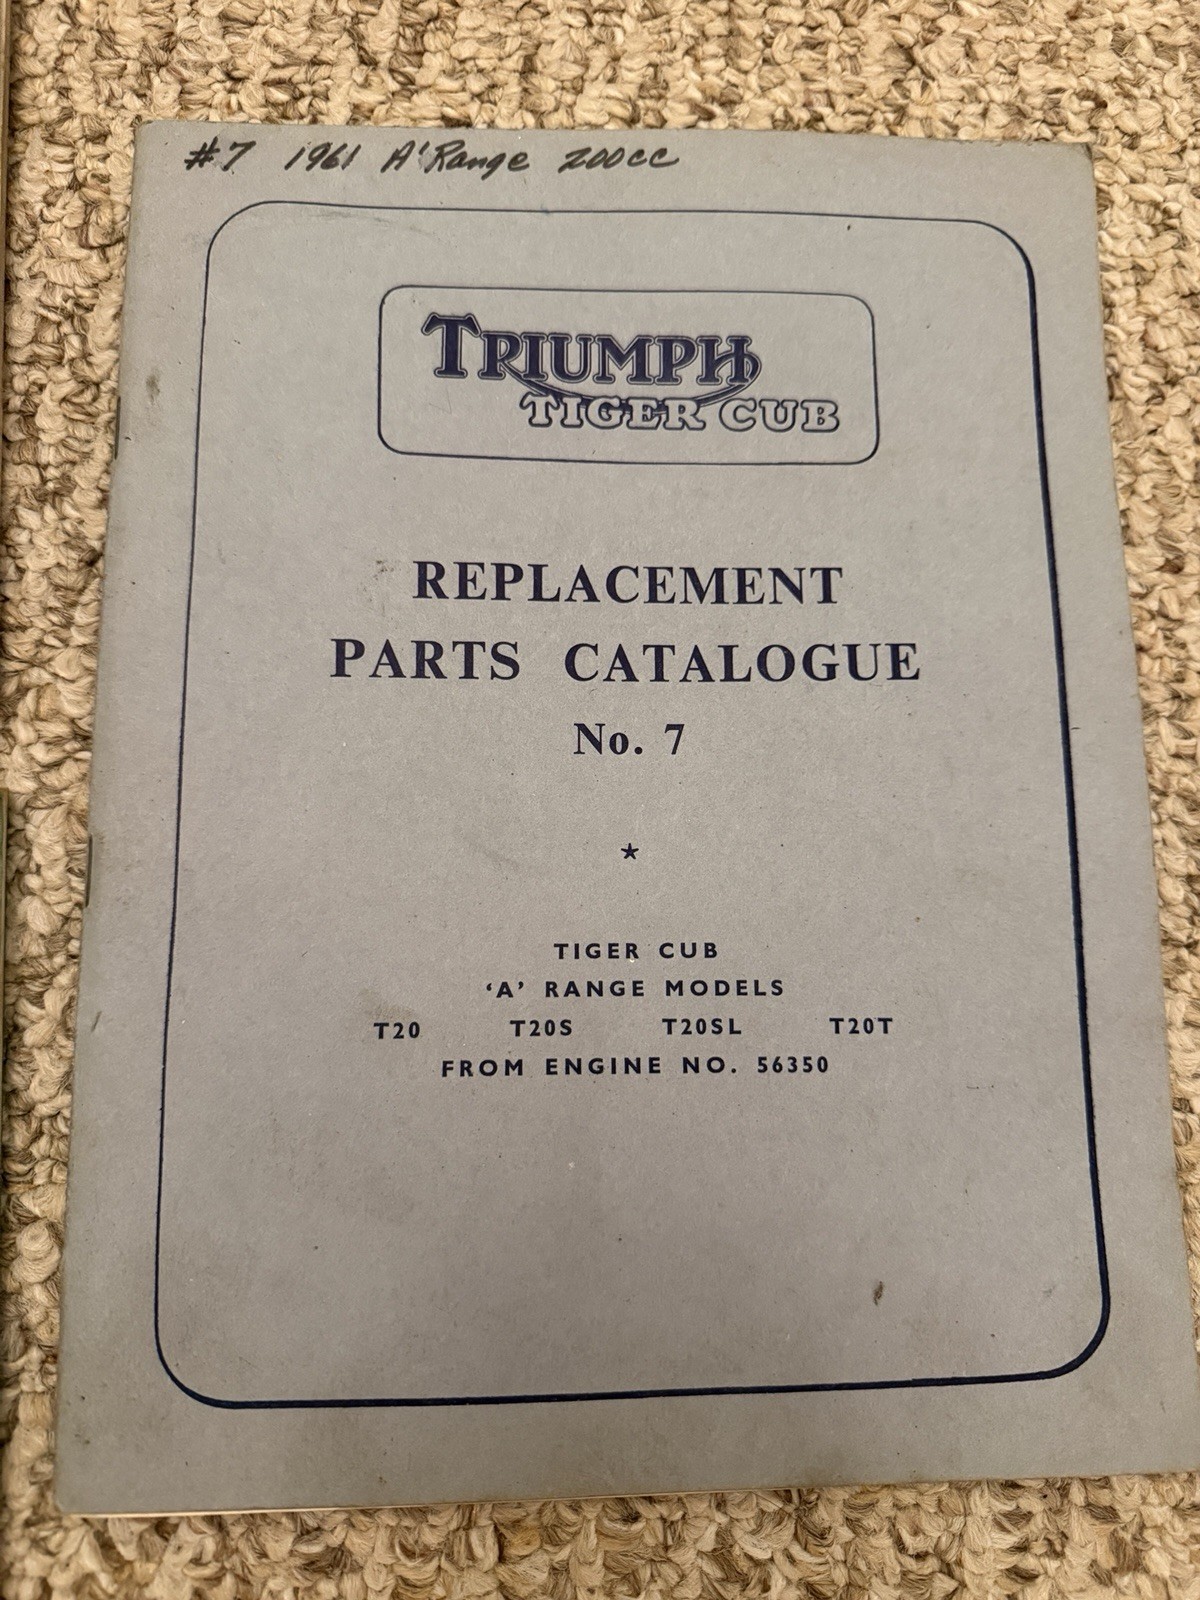 #7 1961 A' Range 200cc
TRIUMPH
TIGER CUB
REPLACEMENT
PARTS CATALOGUE
No. 7
★
TIGER CUB
‘A’ RANGE MODELS
T20 T20S T20SL T20T
FROM ENGINE NO. 56350